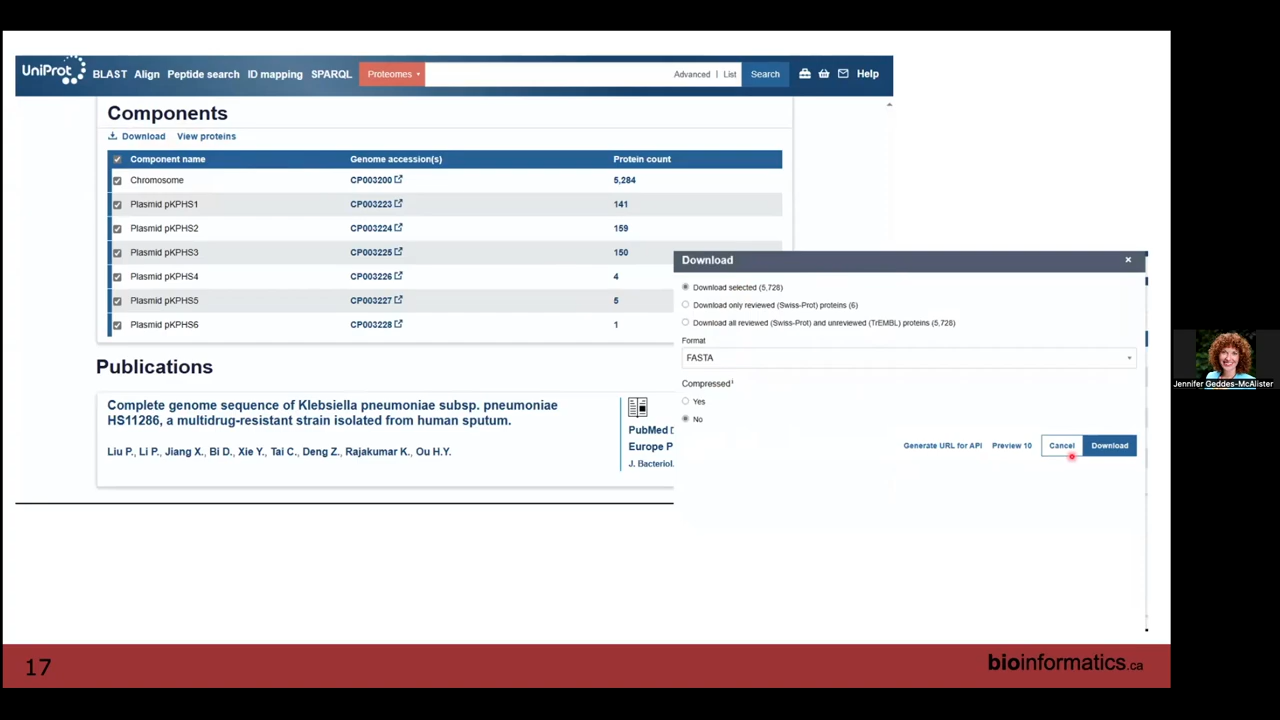 UniProt BLAST Align Peptide search ID mapping SPARQL Proteomes Advanced | List Search Help
Components
Download View proteins
Component name Genome accession(s) Protein count
Chromosome CP003200 5,284
Plasmid pKPHS1 CP003223 141
Plasmid pKPHS2 CP003224 159
Plasmid pKPHS3 CP003225 150
Plasmid pKPHS4 CP003226 4
Plasmid pKPHS5 CP003227 5
Plasmid pKPHS6 CP003228 1
Publications
Complete genome sequence of Klebsiella pneumoniae subsp. pneumoniae
HS11286, a multidrug-resistant strain isolated from human sputum.
Liu P., Li P., Jiang X., Bi D., Xie Y., Tai C., Deng Z., Rajakumar K., Ou H.Y.
PubMed
Europe P
J. Bacteriol.
Download ×
Download selected (5,728)
Download only reviewed (Swiss-Prot) proteins (6)
Download all reviewed (Swiss-Prot) and unreviewed (TrEMBL) proteins (5,728)
Format
FASTA
Compressed¹
Yes
No
Generate URL for API Preview 10 Cancel Download
Jennifer Geddes-McAlister
17
bioinformatics.ca